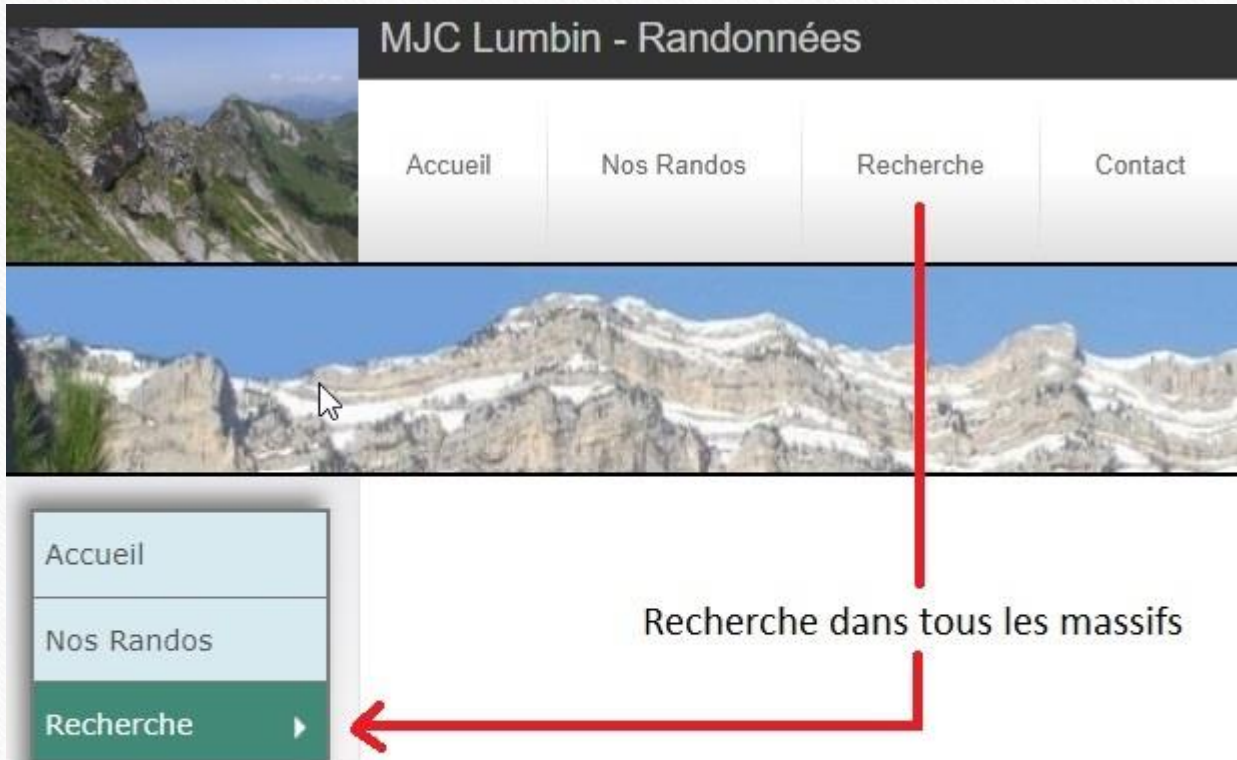 MJC Lumbin - Randonnées
Accueil Nos Randos Recherche Contact
Accueil
Nos Randos
Recherche dans tous les massifs
Recherche